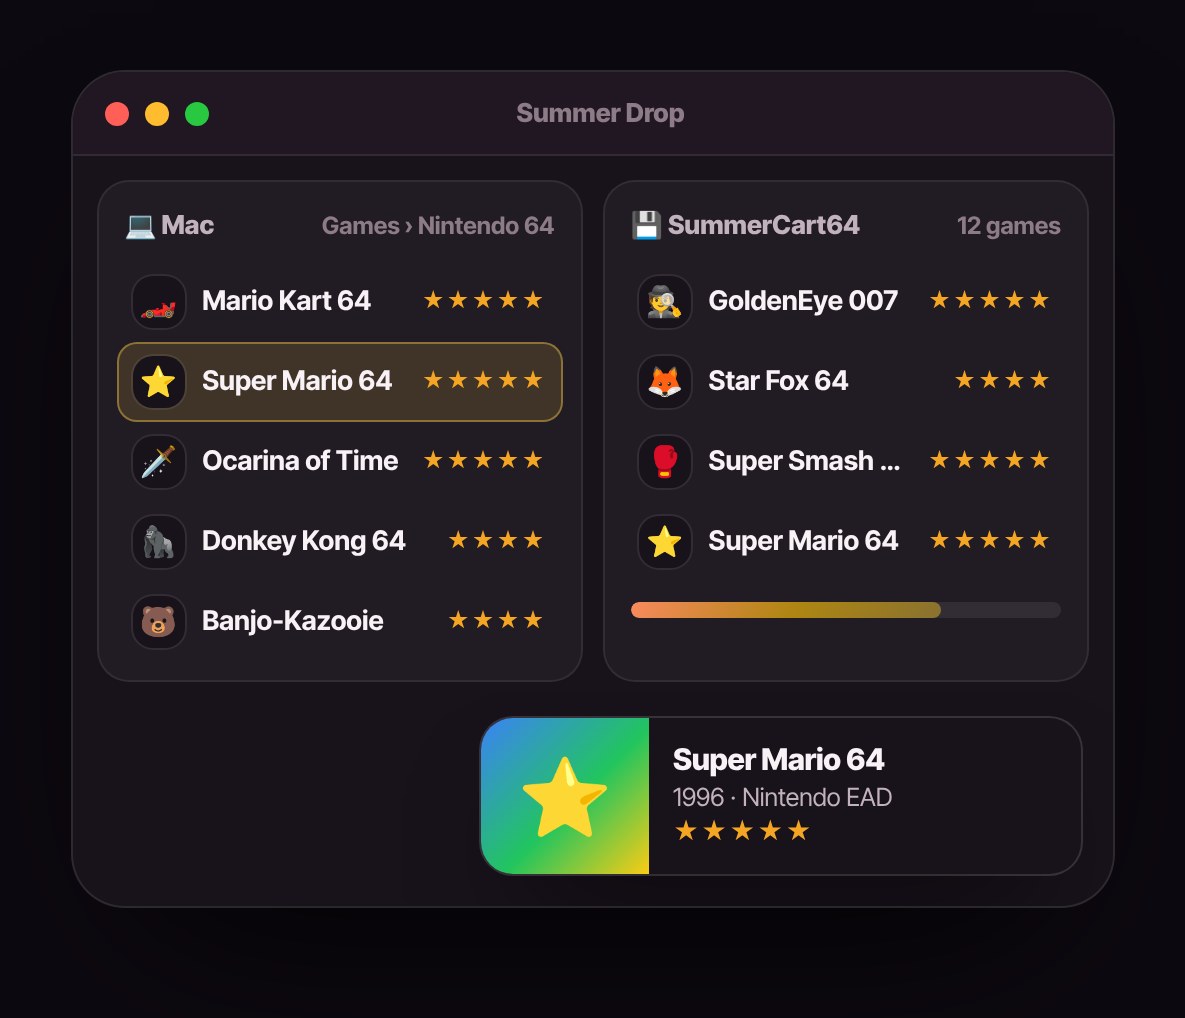 Summer Drop
Mac
Games › Nintendo 64
Mario Kart 64 ★★★★★
Super Mario 64 ★★★★★
Ocarina of Time ★★★★★
Donkey Kong 64 ★★★★
Banjo-Kazooie ★★★★
SummerCart64
12 games
GoldenEye 007 ★★★★★
Star Fox 64 ★★★★
Super Smash ... ★★★★★
Super Mario 64 ★★★★★
Super Mario 64
1996 · Nintendo EAD
★★★★★